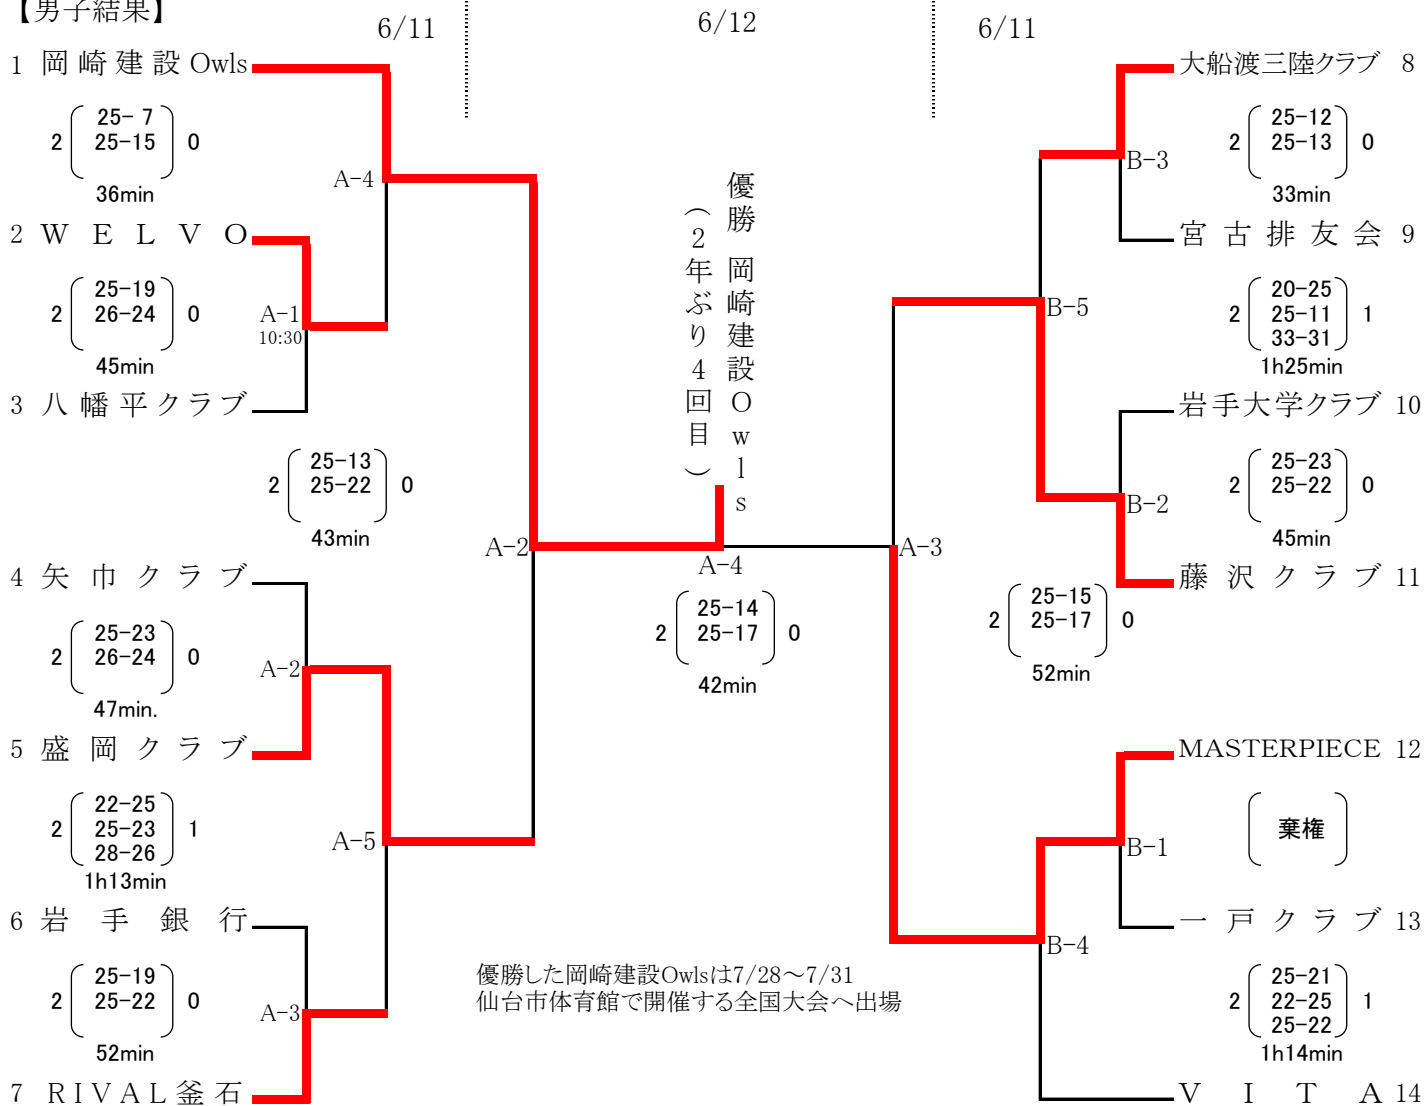 【男子結果】
6/11
6/12
6/11
1 岡崎建設Owls
2 25-7 0
25-15
36min
A-4
2 WELVO
2 25-19 0
26-24
45min
A-1
10:30
3 八幡平クラブ
2 25-13 0
25-22
43min
A-2
4 矢巾クラブ
2 25-23 0
26-24
47min.
A-2
5 盛岡クラブ
22-25
2 25-23 1
28-26
1h13min
A-5
6 岩手銀行
2 25-19 0
25-22
52min
A-3
7 RIVAL釜石
優勝 岡崎建設Owls
(2年ぶり4回目)
A-4
2 25-14 0
25-17
42min
優勝した岡崎建設Owlsは7/28～7/31
仙台市体育館で開催する全国大会へ出場
大船渡三陸クラブ 8
2 25-12 0
25-13
33min
B-3
宮古排友会 9
20-25
2 25-11 1
33-31
1h25min
B-5
岩手大学クラブ 10
2 25-23 0
25-22
45min
B-2
藤沢クラブ 11
A-3
2 25-15 0
25-17
52min
MASTERPIECE 12
棄権
B-1
一戸クラブ 13
B-4
25-21
2 22-25 1
25-22
1h14min
VITA 14